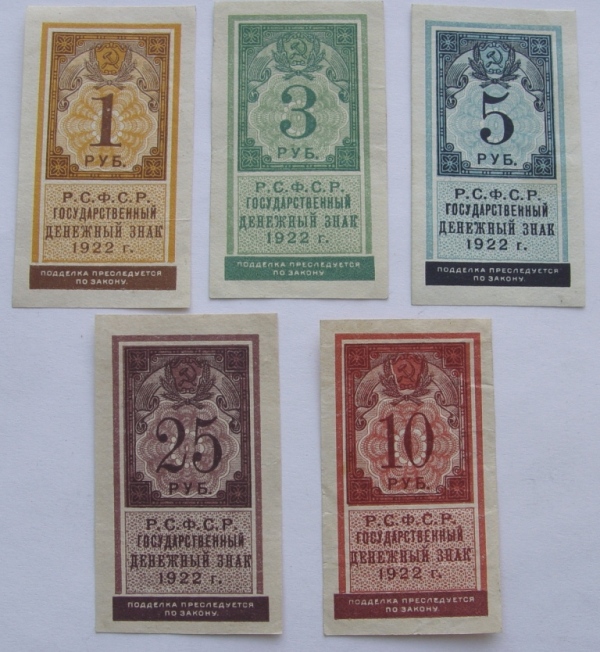 1
РУБ.
Р.С.Ф.С.Р.
ГОСУДАРСТВЕННЫЙ
ДЕНЕЖНЫЙ ЗНАК
1922 г.
ПОДДЕЛКА ПРЕСЛЕДУЕТСЯ
ПО ЗАКОНУ.
3
РУБ.
Р.С.Ф.С.Р.
ГОСУДАРСТВЕННЫЙ
ДЕНЕЖНЫЙ ЗНАК
1922 г.
ПОДДЕЛКА ПРЕСЛЕДУЕТСЯ
ПО ЗАКОНУ.
5
РУБ.
Р.С.Ф.С.Р.
ГОСУДАРСТВЕННЫЙ
ДЕНЕЖНЫЙ ЗНАК
1922 г.
ПОДДЕЛКА ПРЕСЛЕДУЕТСЯ
ПО ЗАКОНУ.
25
РУБ.
Р.С.Ф.С.Р.
ГОСУДАРСТВЕННЫЙ
ДЕНЕЖНЫЙ ЗНАК
1922 г.
ПОДДЕЛКА ПРЕСЛЕДУЕТСЯ
ПО ЗАКОНУ.
10
РУБ.
Р.С.Ф.С.Р.
ГОСУДАРСТВЕННЫЙ
ДЕНЕЖНЫЙ ЗНАК
1922 г.
ПОДДЕЛКА ПРЕСЛЕДУЕТСЯ
ПО ЗАКОНУ.